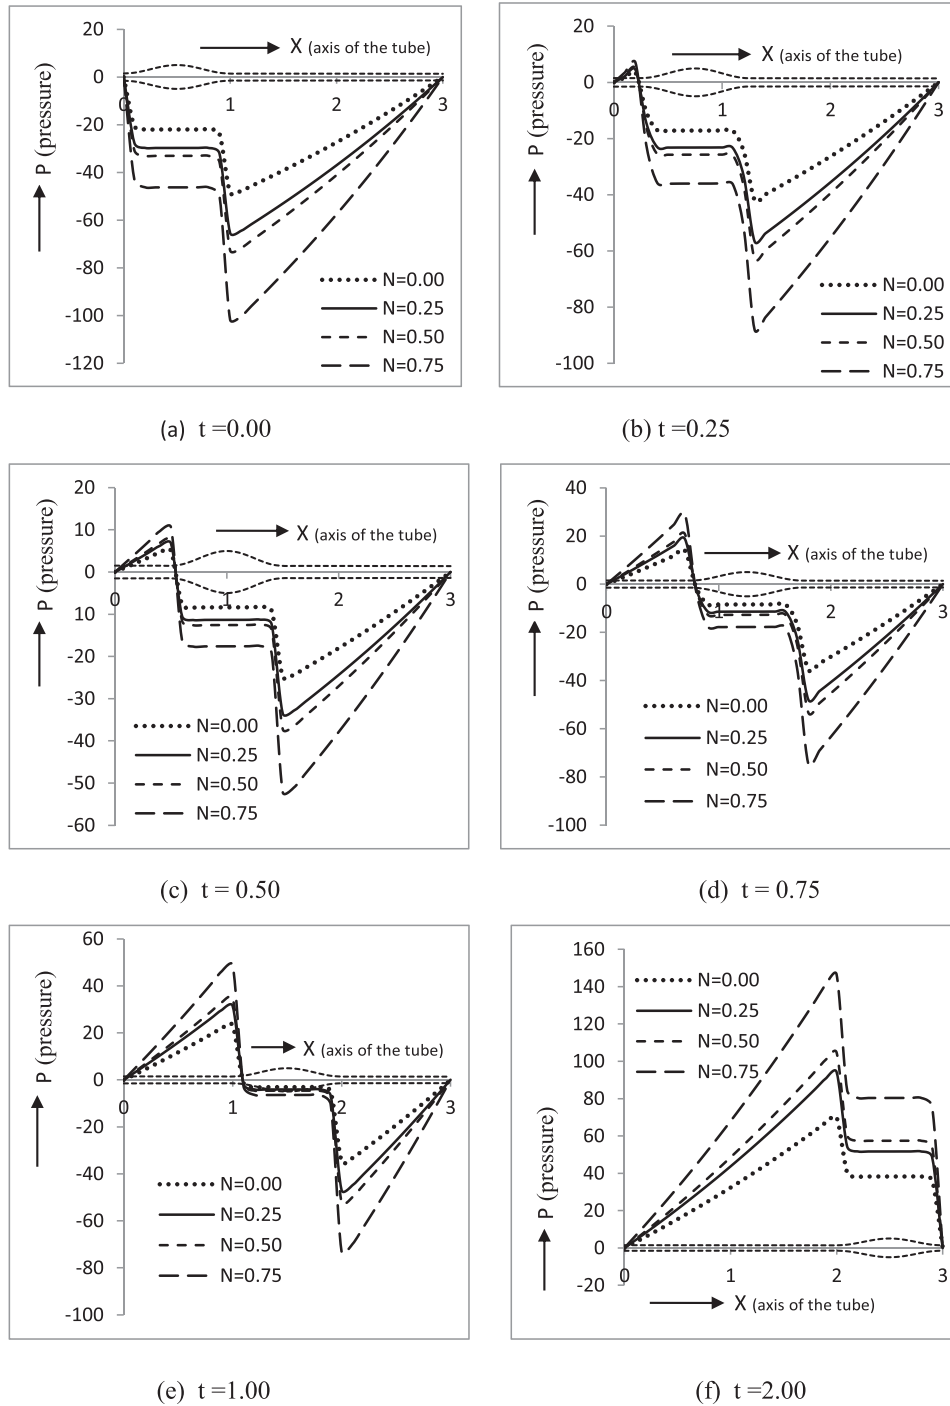 20
0
-20
-40
-60
-80
-100
-120
P (pressure)
X (axis of the tube)
0 1 2 3
N=0.00
N=0.25
N=0.50
N=0.75
(a) t =0.00
20
0
-20
-40
-60
-80
-100
P (pressure)
X (axis of the tube)
0 1 2 3
N=0.00
N=0.25
N=0.50
N=0.75
(b) t =0.25
20
10
0
-10
-20
-30
-40
-50
-60
P (pressure)
X (axis of the tube)
0 1 2 3
N=0.00
N=0.25
N=0.50
N=0.75
(c) t = 0.50
40
20
0
-20
-40
-60
-80
-100
P (pressure)
X (axis of the tube)
0 1 2 3
N=0.00
N=0.25
N=0.50
N=0.75
(d) t = 0.75
60
40
20
0
-20
-40
-60
-80
-100
P (pressure)
X (axis of the tube)
0 1 2 3
N=0.00
N=0.25
N=0.50
N=0.75
(e) t =1.00
160
140
120
100
80
60
40
20
0
-20
P (pressure)
N=0.00
N=0.25
N=0.50
N=0.75
0 1 2 3
X (axis of the tube)
(f) t =2.00